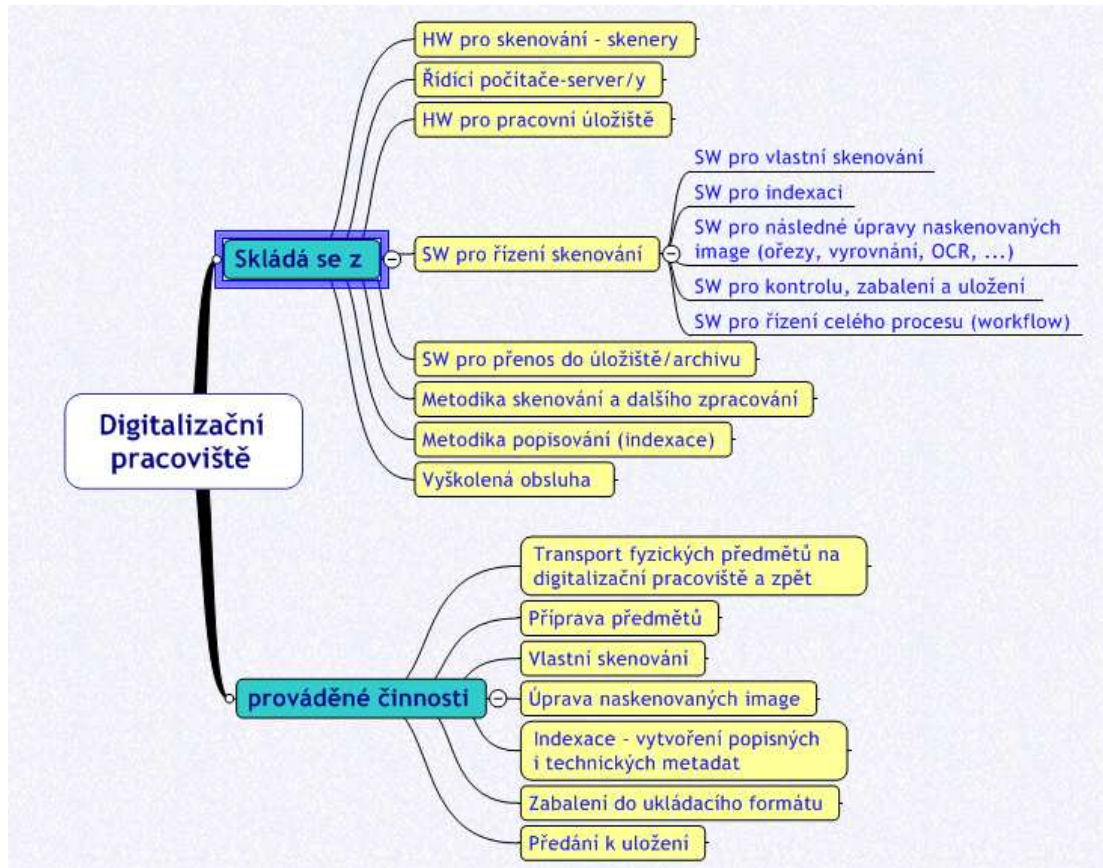 HW pro skenování - skenery
Řídící počítače-server/y
HW pro pracovní úložiště
SW pro řízení skenování
SW pro vlastní skenování
SW pro indexaci
SW pro následné úpravy naskenovaných
image (ořezy, vyrovnání, OCR, ...)
SW pro kontrolu, zabalení a uložení
SW pro řízení celého procesu (workflow)
Skládá se z
SW pro přenos do úložiště/archivu
Metodika skenování a dalšího zpracování
Metodika popisování (indexace)
Vyškolená obsluha
Digitalizační
pracoviště
prováděné činnosti
Transport fyzických předmětů na
digitalizační pracoviště a zpět
Příprava předmětů
Vlastní skenování
Úprava naskenovaných image
Indexace - vytvoření popisných
i technických metadat
Zabalení do ukládacího formátu
Předání k uložení